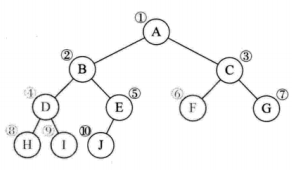 ① A
② B ③ C
④ D ⑤ E ⑥ F ⑦ G
⑧ H ⑨ I ⑩ J